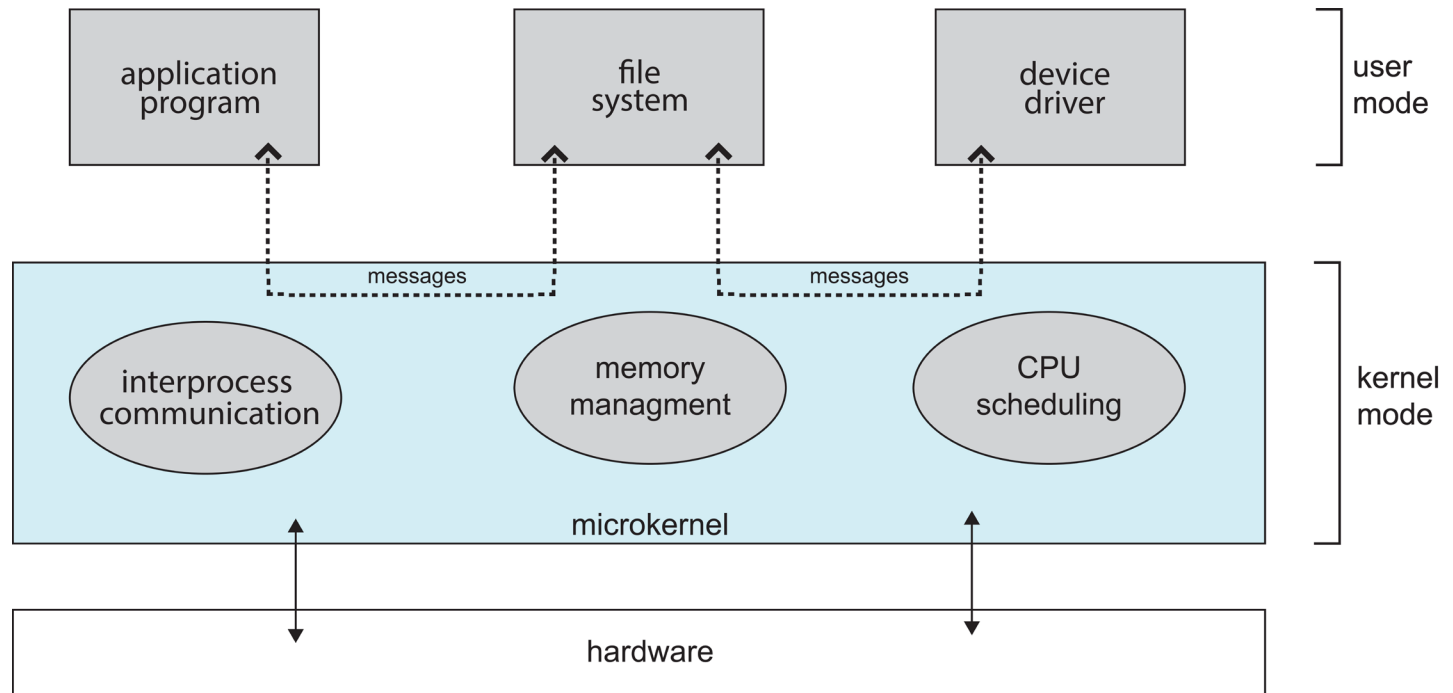 application
program
file
system
device
driver
user
mode
messages
messages
interprocess
communication
memory
managment
CPU
scheduling
kernel
mode
microkernel
hardware